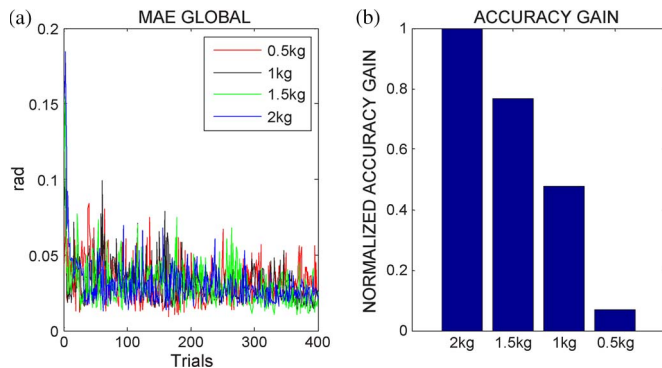 (a)
MAE GLOBAL
0.2
0.15
0.1
0.05
0
rad
0.5kg
1kg
1.5kg
2kg
0 100 200 300 400
Trials
(b)
ACCURACY GAIN
1
0.8
0.6
0.4
0.2
0
NORMALIZED ACCURACY GAIN
2kg 1.5kg 1kg 0.5kg